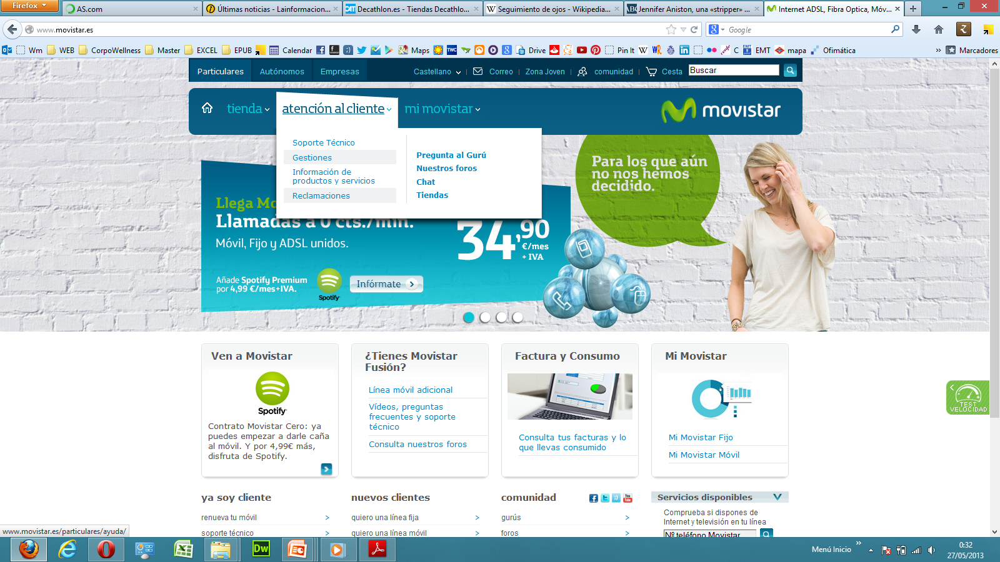 Firefox
AS.com
Últimas noticias - Lainformacion...
Decathlon.es - Tiendas Decathlo...
Seguimiento de ojos - Wikipedia...
Jennifer Aniston, una «stripper» ...
Internet ADSL, Fibra Optica, Móv...
www.movistar.es
Google
Wm
WEB
CorpoWellness
Master
EXCEL
EPUB
Calendar
Maps
Drive
Pin It
C
EMT
mapa
Ofimática
Marcadores
Particulares
Autónomos
Empresas
Castellano
Correo
Zona Joven
comunidad
Cesta
Buscar
tienda
atención al cliente
mi movistar
movistar
Soporte Técnico
Gestiones
Información de
productos y servicios
Reclamaciones
Pregunta al Gurú
Nuestros foros
Chat
Tiendas
Para los que aún
no nos hemos
decidido.
Llega Mo
Llamadas a 0 cts./min.
Móvil, Fijo y ADSL unidos.
34,90
€/mes
+ IVA
Añade Spotify Premium
por 4,99 €/mes+IVA.
Spotify
Infórmate
Ven a Movistar
Spotify
Contrato Movistar Cero: ya
puedes empezar a darle caña
al móvil. Y por 4,99€ más,
disfruta de Spotify.
¿Tienes Movistar
Fusión?
Línea móvil adicional
Vídeos, preguntas
frecuentes y soporte
técnico
Consulta nuestros foros
Factura y Consumo
Consulta tus facturas y lo
que llevas consumido
Mi Movistar
Mi Movistar Fijo
Mi Movistar Móvil
TEST
VELOCIDAD
ya soy cliente
renueva tu móvil
soporte técnico
nuevos clientes
quiero una línea fija
quiero una línea móvil
comunidad
gurús
foros
Servicios disponibles
Comprueba si dispones de
Internet y televisión en tu línea
Nº teléfono Movistar
www.movistar.es/particulares/ayuda/
Menú Inicio
0:32
27/05/2013